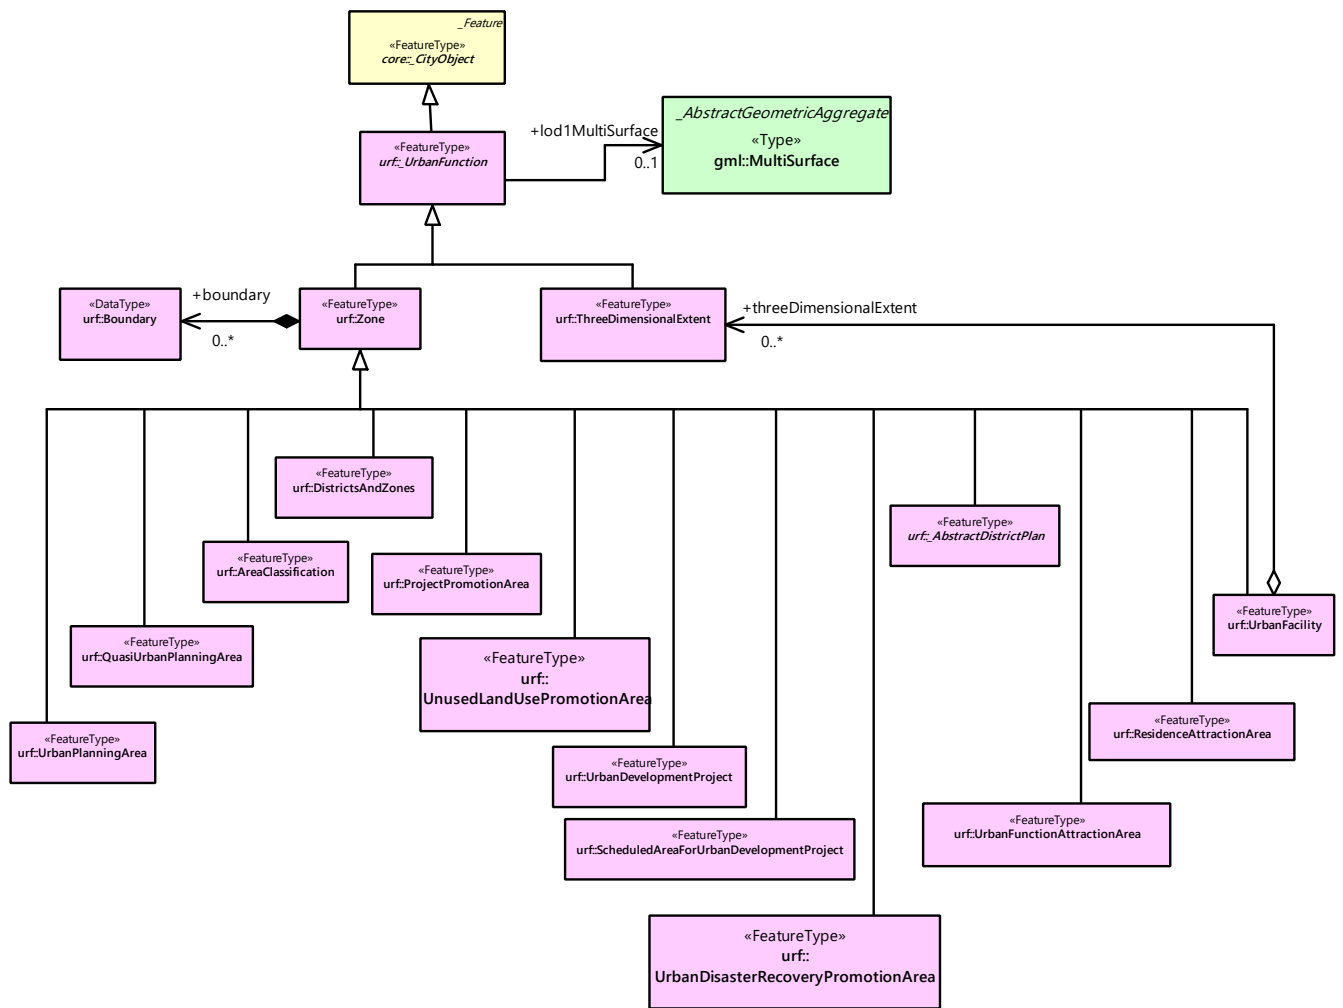 _Feature
«FeatureType»
core::_CityObject
_AbstractGeometricAggregate
«Type»
gml::MultiSurface
+lod1MultiSurface
0..1
«FeatureType»
urf::_UrbanFunction
«DataType»
urf::Boundary
+boundary
0..*
«FeatureType»
urf::Zone
«FeatureType»
urf::ThreeDimensionalExtent
+threeDimensionalExtent
0..*
«FeatureType»
urf::DistrictsAndZones
«FeatureType»
urf::_AbstractDistrictPlan
«FeatureType»
urf::AreaClassification
«FeatureType»
urf::ProjectPromotionArea
«FeatureType»
urf::UrbanFacility
«FeatureType»
urf::QuasiUrbanPlanningArea
«FeatureType»
urf::
UnusedLandUsePromotionArea
«FeatureType»
urf::ResidenceAttractionArea
«FeatureType»
urf::UrbanPlanningArea
«FeatureType»
urf::UrbanDevelopmentProject
«FeatureType»
urf::UrbanFunctionAttractionArea
«FeatureType»
urf::ScheduledAreaForUrbanDevelopmentProject
«FeatureType»
urf::
UrbanDisasterRecoveryPromotionArea